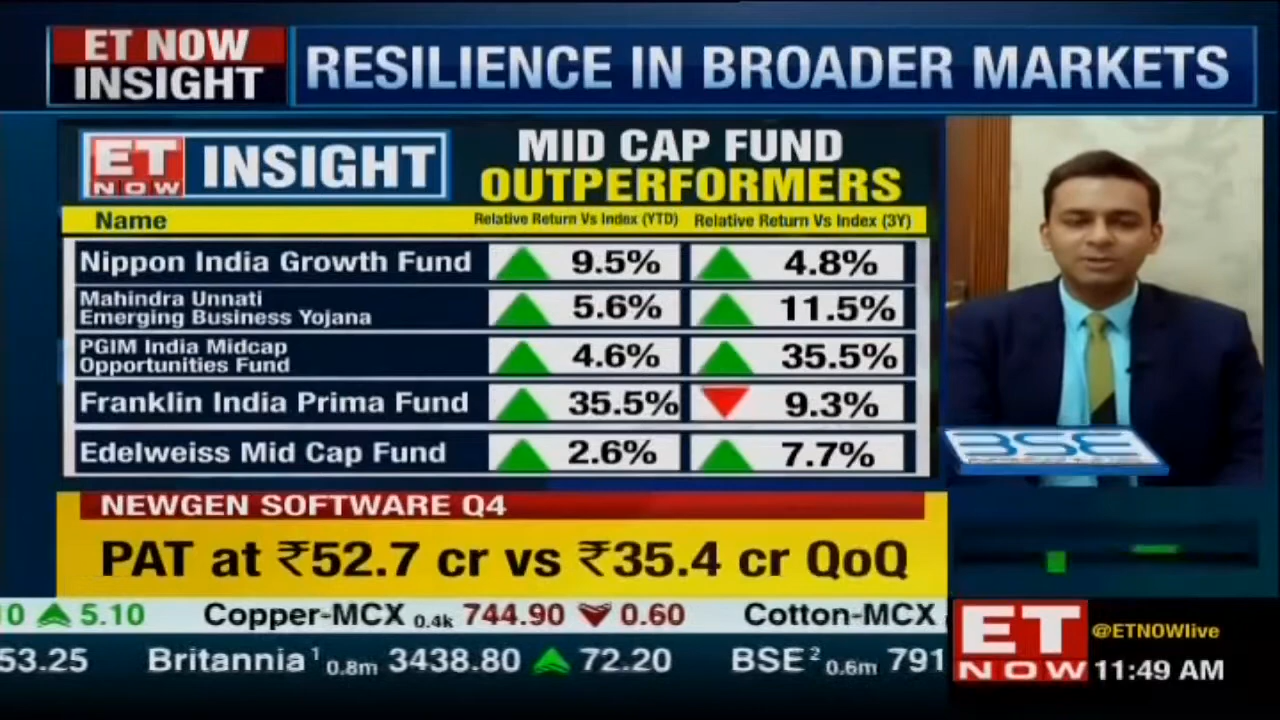 ET NOW
INSIGHT
RESILIENCE IN BROADER MARKETS
ET
NOW
INSIGHT
MID CAP FUND
OUTPERFORMERS
Name Relative Return Vs Index (YTD) Relative Return Vs Index (3Y)
Nippon India Growth Fund 9.5% 4.8%
Mahindra Unnati
Emerging Business Yojana 5.6% 11.5%
PGIM India Midcap
Opportunities Fund 4.6% 35.5%
Franklin India Prima Fund 35.5% 9.3%
Edelweiss Mid Cap Fund 2.6% 7.7%
BSE
NEWGEN SOFTWARE Q4
PAT at ₹52.7 cr vs ₹35.4 cr QoQ
0 5.10 Copper-MCX 0.4k 744.90 0.60 Cotton-MCX
53.25 Britannia¹ 0.8m 3438.80 72.20 BSE² 0.6m 791
ET
NOW
@ETNOWlive
11:49 AM